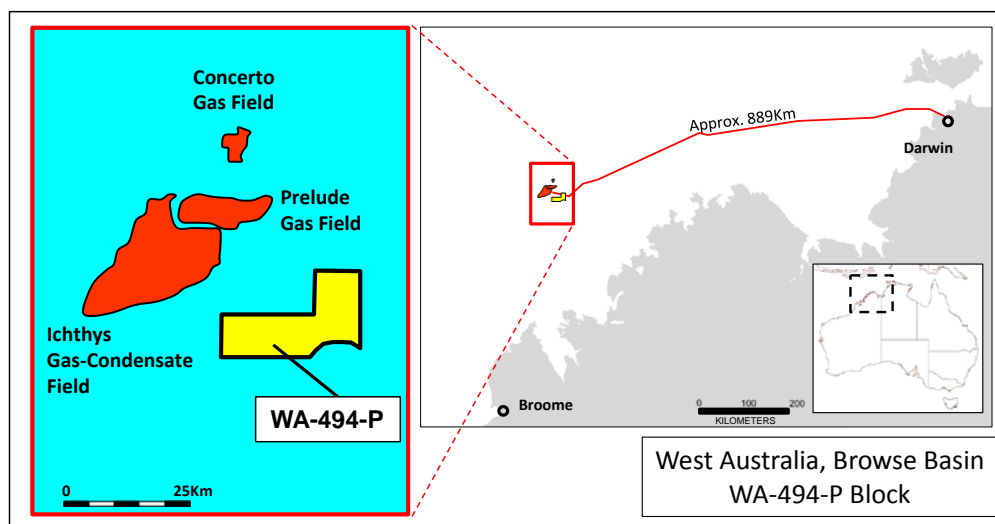 Concerto
Gas Field
Prelude
Gas Field
Ichthys
Gas-Condensate
Field
WA-494-P
0 25Km
Approx. 889Km
Darwin
Broome
0 100 200
KILOMETERS
West Australia, Browse Basin
WA-494-P Block